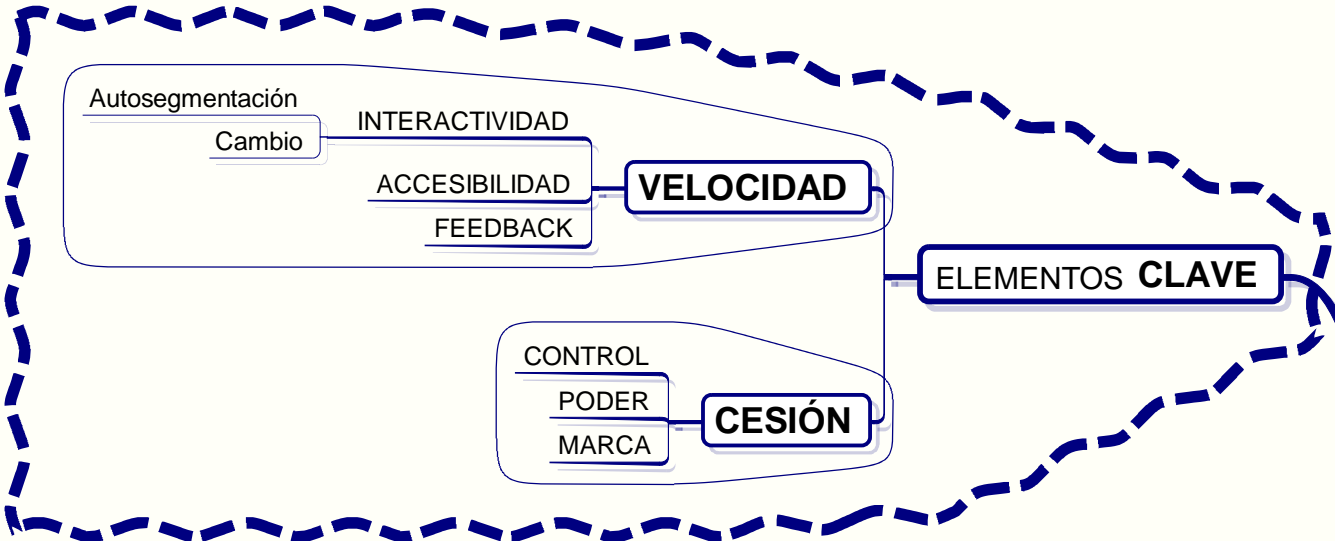 Autosegmentación
Cambio
INTERACTIVIDAD
ACCESIBILIDAD
FEEDBACK
VELOCIDAD
ELEMENTOS CLAVE
CONTROL
PODER
MARCA
CESIÓN